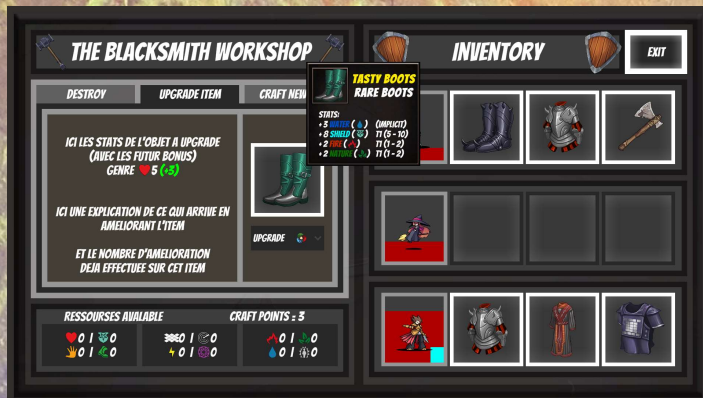 THE BLACKSMITH WORKSHOP
INVENTORY
EXIT
DESTROY
UPGRADE ITEM
CRAFT NEW
TASTY BOOTS
RARE BOOTS
STATS:
+ 3 WATER ( ) (IMPLICIT)
+ 8 SHIELD ( ) T1 (5 - 10)
+ 2 FIRE ( ) T1 (1 - 2)
+ 2 NATURE ( ) T1 (1 - 2)
ICI LES STATS DE L'OBJET A UPGRADE
(AVEC LES FUTUR BONUS)
GENRE 5 (+3)
ICI UNE EXPLICATION DE CE QUI ARRIVE EN
AMELIORANT L'ITEM
ET LE NOMBRE D'AMELIORATION
DEJA EFFECTUEE SUR CET ITEM
UPGRADE
RESSOURSES AVALABLE
CRAFT POINTS : 3
0 | 0
0 | 0
0 | 0
0 | 0
0 | 0
0 | 0